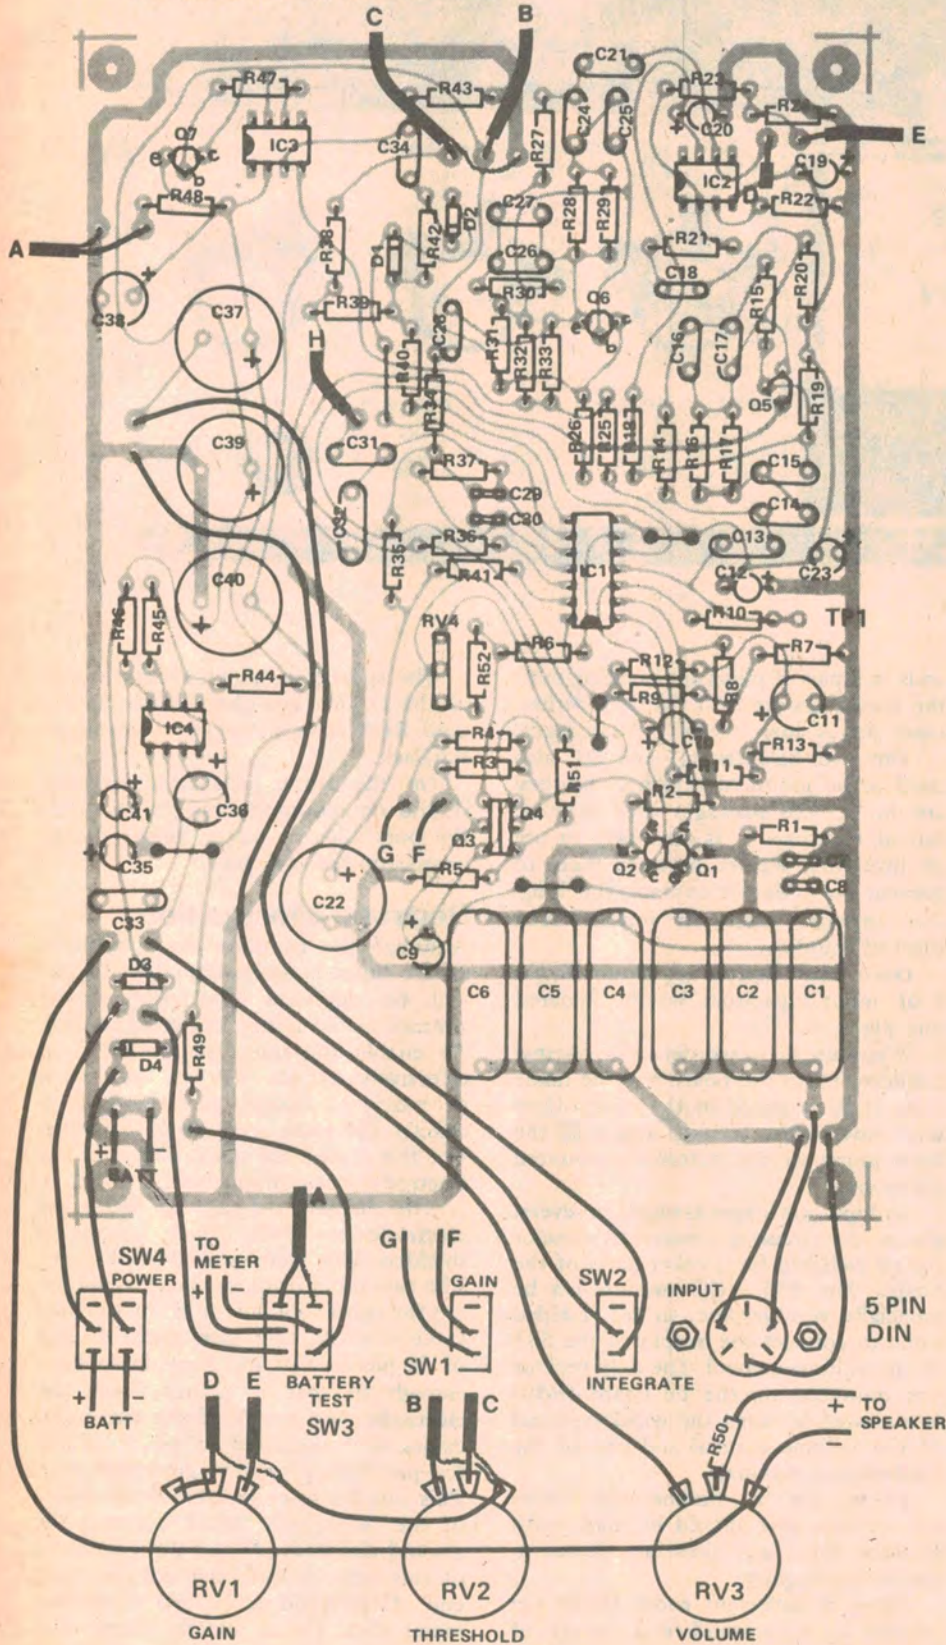 C B
C21
R47 R43 R23 R24
C24 C25 C20
Q7 R27 E
C34 IC3 C19
e c b
IC2
R48 C27 R28 R29 D R22
D2
A R38 D1 R42 R21
C26 R20
C18 R15
R30
C38 + C37 R39 Q6
e c b
H C28 R31 R32 R33 C16 C17
+ R40 Q5 R19
R34
C39 C31 R26 R25 R18 R14 R16 R17
R37 C15
+ C29
C32 C14
C30
R36 C13
R35 IC1
C40 R41 C12 + C23
R46 R45 + RV4 R10 TP1
R6 R7
R52 R12 R8
R44 R9
+ C11
IC4 R4 + C10 R13
R3 R51 R11
+ + R2
C41 C36 Q4
G F Q3 R1
+ C35 + R5 Q2 Q1 C7
C22 C8
C33 + C9
D3 C6 C5 C4 C3 C2 C1
D4 R49
+ -
BATT
A
SW4 TO G F SW2 INPUT
POWER METER GAIN 5 PIN
+ - DIN
SW1
BATTERY INTEGRATE
D E TEST B C
+ - SW3 + TO
BATT R50 SPEAKER
-
RV1 RV2 RV3
GAIN THRESHOLD VOLUME